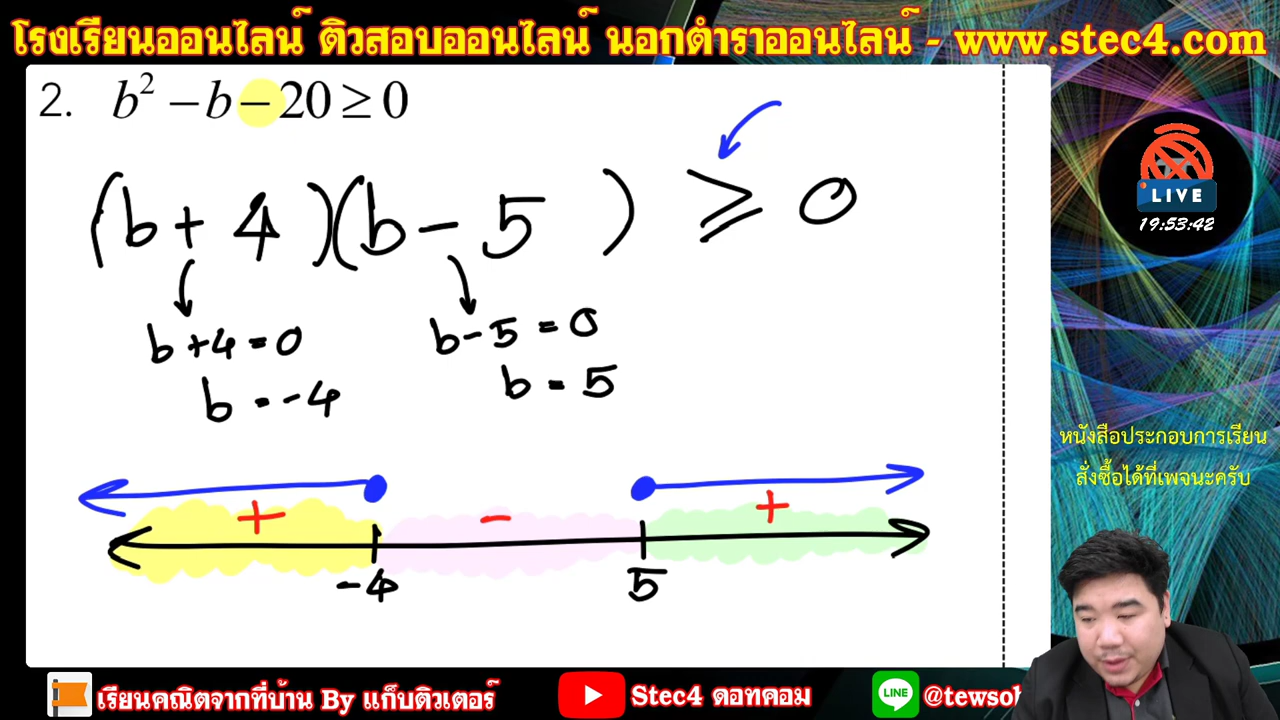 โรงเรียนออนไลน์ ติวสอบออนไลน์ นอกตำราออนไลน์ - www.stec4.com
2. b² − b − 20 ≥ 0
(b + 4)(b − 5) ≥ 0
b + 4 = 0
b − 5 = 0
b = −4
b = 5
+ − +
−4 5
LIVE
19:53:42
หนังสือประกอบการเรียน
สั่งซื้อได้ที่เพจนะครับ
เรียนคณิตจากที่บ้าน By แก็บติวเตอร์
Stec4 ดอทคอม
LINE